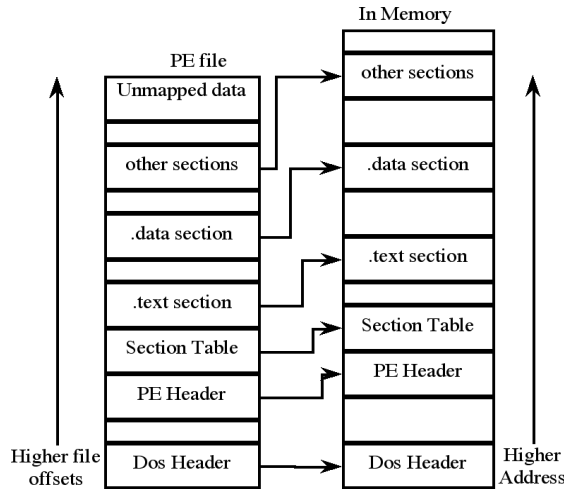 In Memory
PE file
Unmapped data
other sections
.data section
.text section
Section Table
PE Header
Dos Header
other sections
.data section
.text section
Section Table
PE Header
Dos Header
Higher file
offsets
Higher
Address